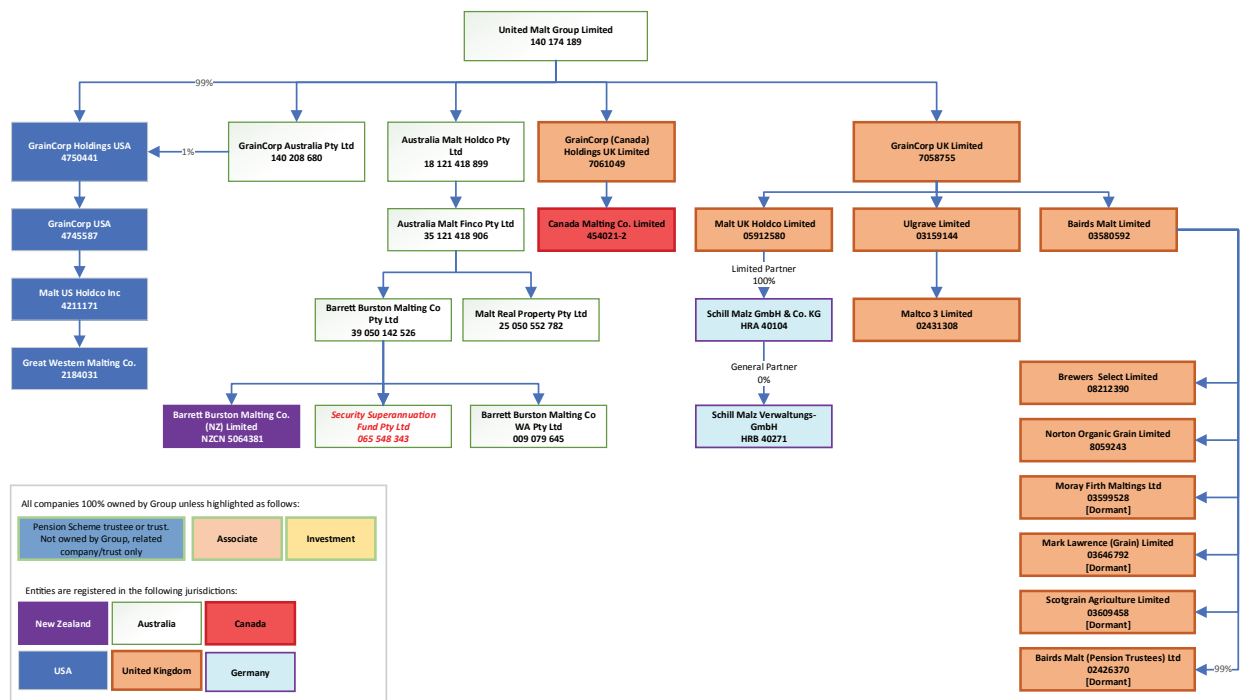 United Malt Group Limited
140 174 189
99%
GrainCorp Holdings USA
4750441
1%
GrainCorp Australia Pty Ltd
140 208 680
Australia Malt Holdco Pty
Ltd
18 121 418 899
GrainCorp (Canada)
Holdings UK Limited
7061049
GrainCorp UK Limited
7058755
GrainCorp USA
4745587
Australia Malt Finco Pty Ltd
35 121 418 906
Canada Malting Co. Limited
454021-2
Malt UK Holdco Limited
05912580
Ulgrave Limited
03159144
Bairds Malt Limited
03580592
Limited Partner
100%
Malt US Holdco Inc
4211171
Barrett Burston Malting Co
Pty Ltd
39 050 142 526
Malt Real Property Pty Ltd
25 050 552 782
Schill Malz GmbH & Co. KG
HRA 40104
Maltco 3 Limited
02431308
Great Western Malting Co.
2184031
General Partner
0%
Barrett Burston Malting Co.
(NZ) Limited
NZCN 5064381
Security Superannuation
Fund Pty Ltd
065 548 343
Barrett Burston Malting Co
WA Pty Ltd
009 079 645
Schill Malz Verwaltungs-
GmbH
HRB 40271
Brewers Select Limited
08212390
Norton Organic Grain Limited
8059243
Moray Firth Maltings Ltd
03599528
[Dormant]
Mark Lawrence (Grain) Limited
03646792
[Dormant]
Scotgrain Agriculture Limited
03609458
[Dormant]
Bairds Malt (Pension Trustees) Ltd
02426370
[Dormant]
99%
All companies 100% owned by Group unless highlighted as follows:
Pension Scheme trustee or trust.
Not owned by Group, related
company/trust only
Associate
Investment
Entities are registered in the following jurisdictions:
New Zealand
Australia
Canada
USA
United Kingdom
Germany